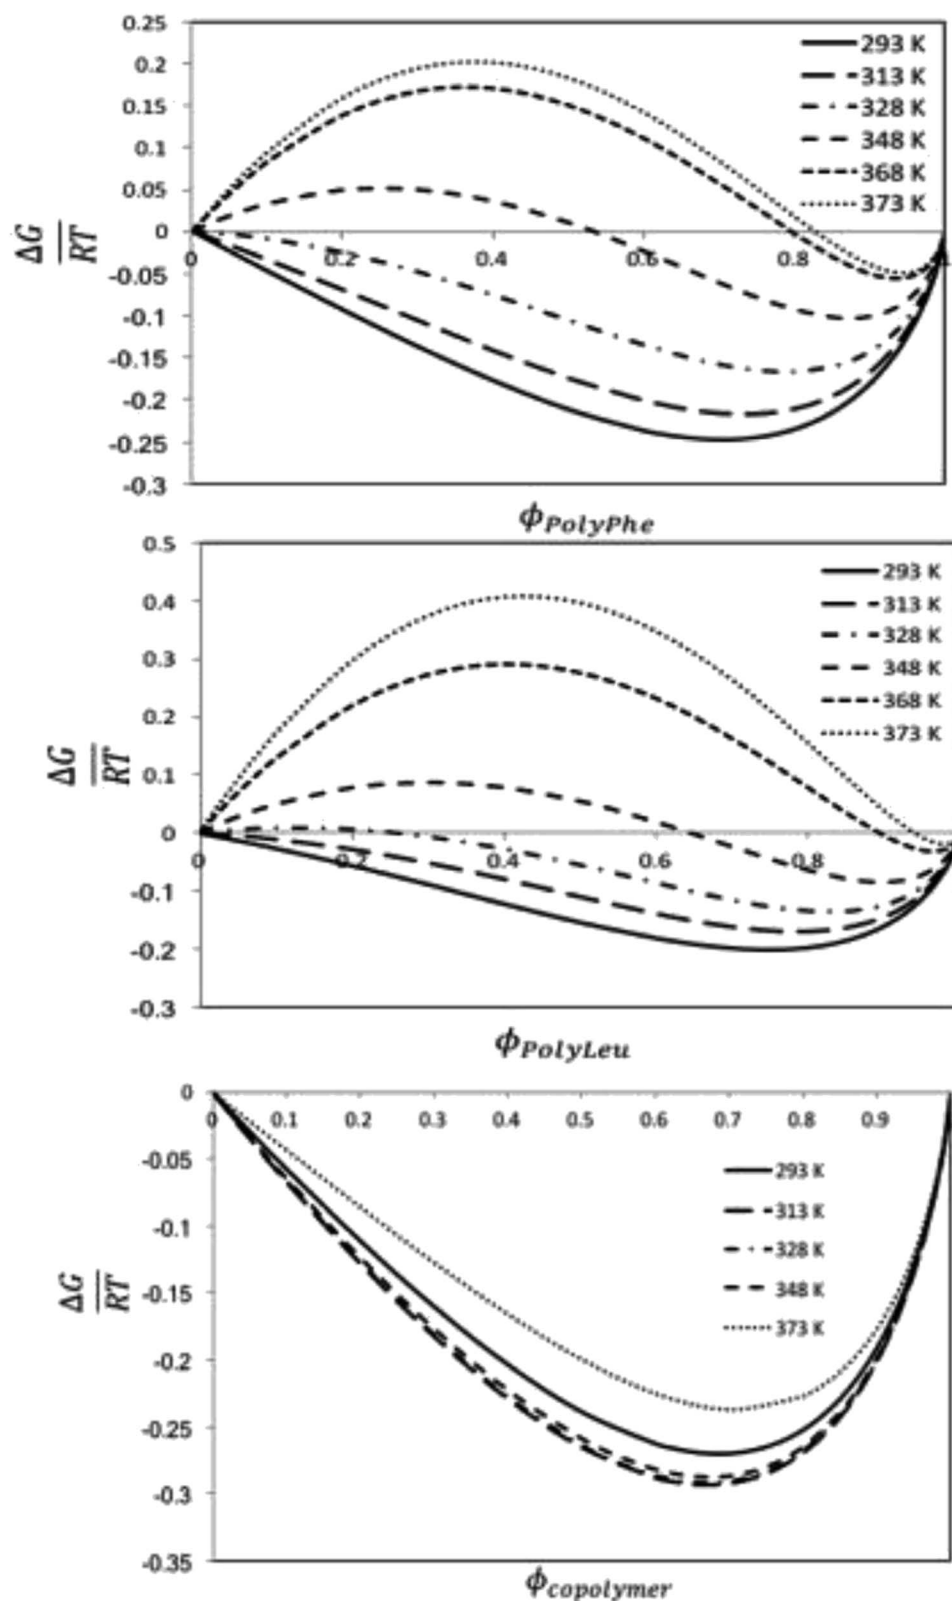 0.25
0.2
0.15
0.1
0.05
0
-0.05
-0.1
-0.15
-0.2
-0.25
-0.3
ΔG
RT
0 0.2 0.4 0.6 0.8 1
293 K
313 K
328 K
348 K
368 K
373 K
ϕPolyPhe
0.5
0.4
0.3
0.2
0.1
0
-0.1
-0.2
-0.3
ΔG
RT
0 0.2 0.4 0.6 0.8
293 K
313 K
328 K
348 K
368 K
373 K
ϕPolyLeu
0
-0.05
-0.1
-0.15
-0.2
-0.25
-0.3
-0.35
ΔG
RT
0 0.1 0.2 0.3 0.4 0.5 0.6 0.7 0.8 0.9
293 K
313 K
328 K
348 K
373 K
ϕcopolymer